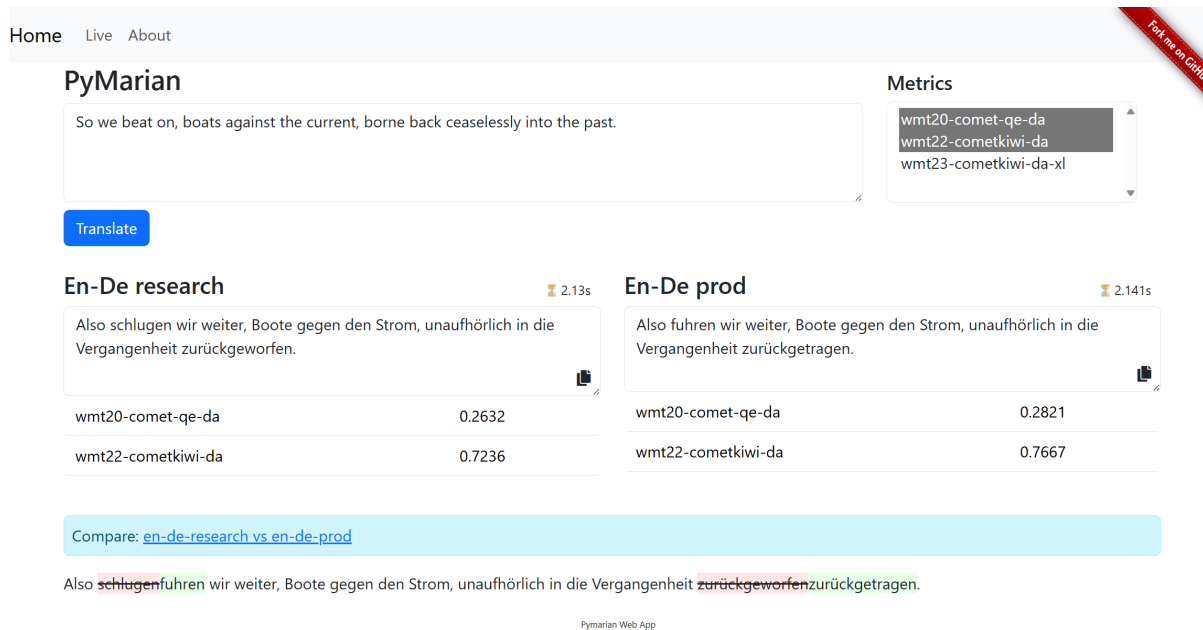 Home Live About
Fork me on GitHu
PyMarian
Metrics
So we beat on, boats against the current, borne back ceaselessly into the past.
wmt20-comet-qe-da
wmt22-cometkiwi-da
wmt23-cometkiwi-da-xl
Translate
En-De research
⏳ 2.13s
En-De prod
⏳ 2.141s
Also schlugen wir weiter, Boote gegen den Strom, unaufhörlich in die
Vergangenheit zurückgeworfen.
Also fuhren wir weiter, Boote gegen den Strom, unaufhörlich in die
Vergangenheit zurückgetragen.
wmt20-comet-qe-da 0.2632
wmt22-cometkiwi-da 0.7236
wmt20-comet-qe-da 0.2821
wmt22-cometkiwi-da 0.7667
Compare: en-de-research vs en-de-prod
Also schlugenfuhren wir weiter, Boote gegen den Strom, unaufhörlich in die Vergangenheit zurückgeworfenzurückgetragen.
Pymarian Web App